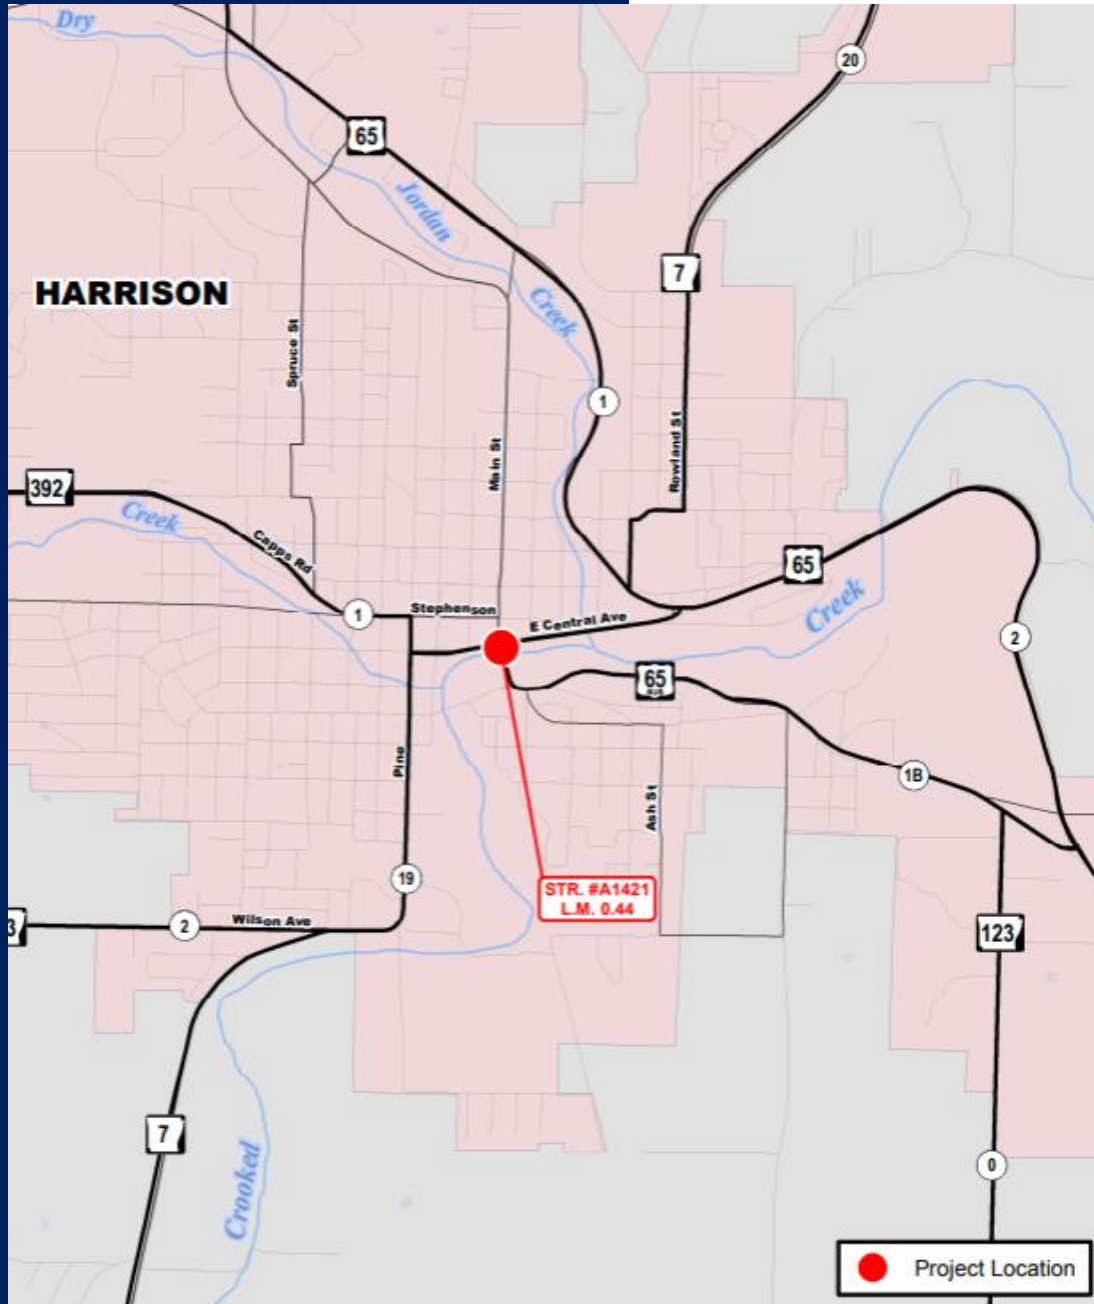 Dry
20
65
Jordan
7
HARRISON
Creek
Spruce St
1
Main St
Rowland St
392
Creek
Capps Rd
65
Creek
1
Stephenson
E Central Ave
2
65
Pine
1B
Ash St
STR. #A1421
L.M. 0.44
19
3
2
Wilson Ave
123
7
Crooked
0
Project Location